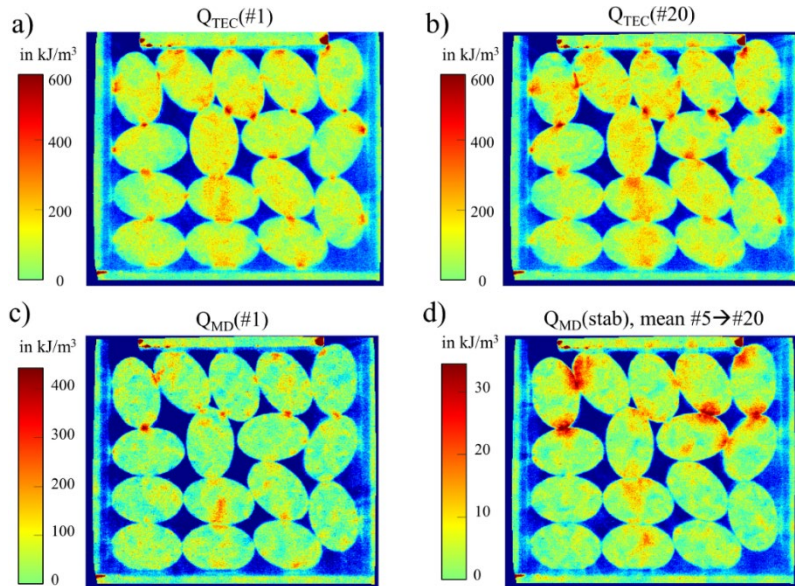 a)
Q_TEC(#1)
in kJ/m³
600
400
200
0
b)
Q_TEC(#20)
in kJ/m³
600
400
200
0
c)
Q_MD(#1)
in kJ/m³
400
300
200
100
0
d)
Q_MD(stab), mean #5→#20
in kJ/m³
30
20
10
0